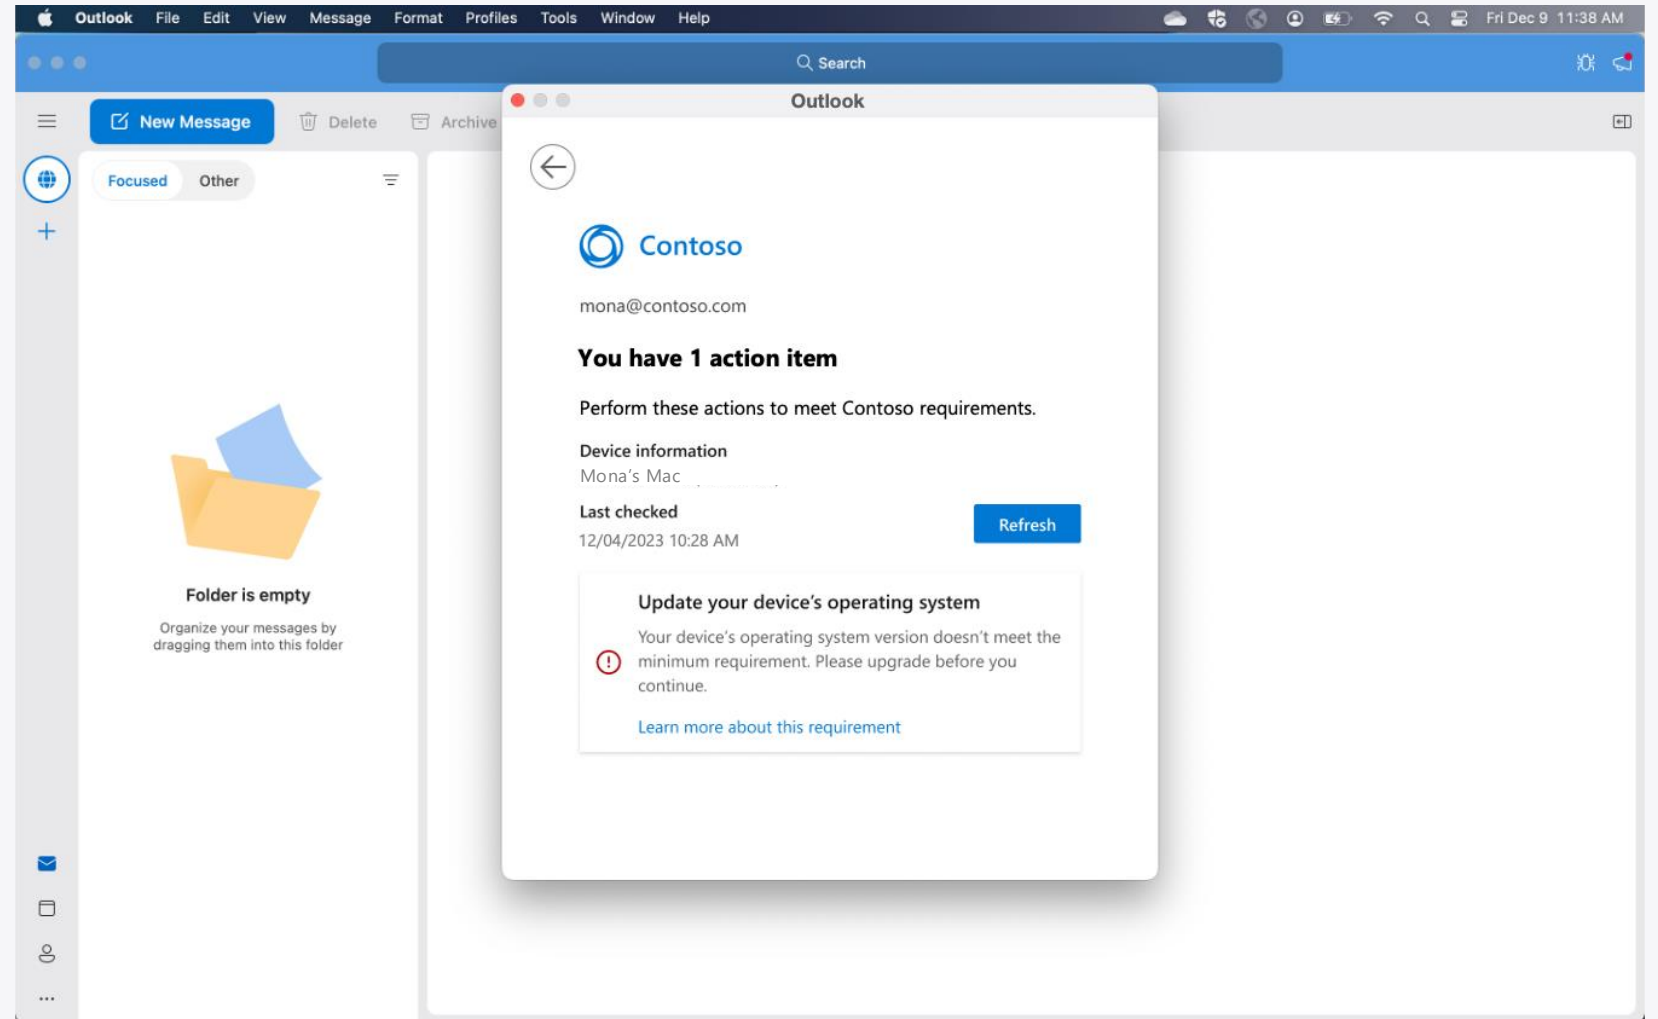 Outlook File Edit View Message Format Profiles Tools Window Help Fri Dec 9 11:38 AM
Search
New Message Delete Archive
Outlook
Focused Other
Contoso
mona@contoso.com
You have 1 action item
Perform these actions to meet Contoso requirements.
Device information
Mona's Mac
Last checked
12/04/2023 10:28 AM
Refresh
Folder is empty
Organize your messages by
dragging them into this folder
Update your device's operating system
Your device's operating system version doesn't meet the
minimum requirement. Please upgrade before you
continue.
Learn more about this requirement